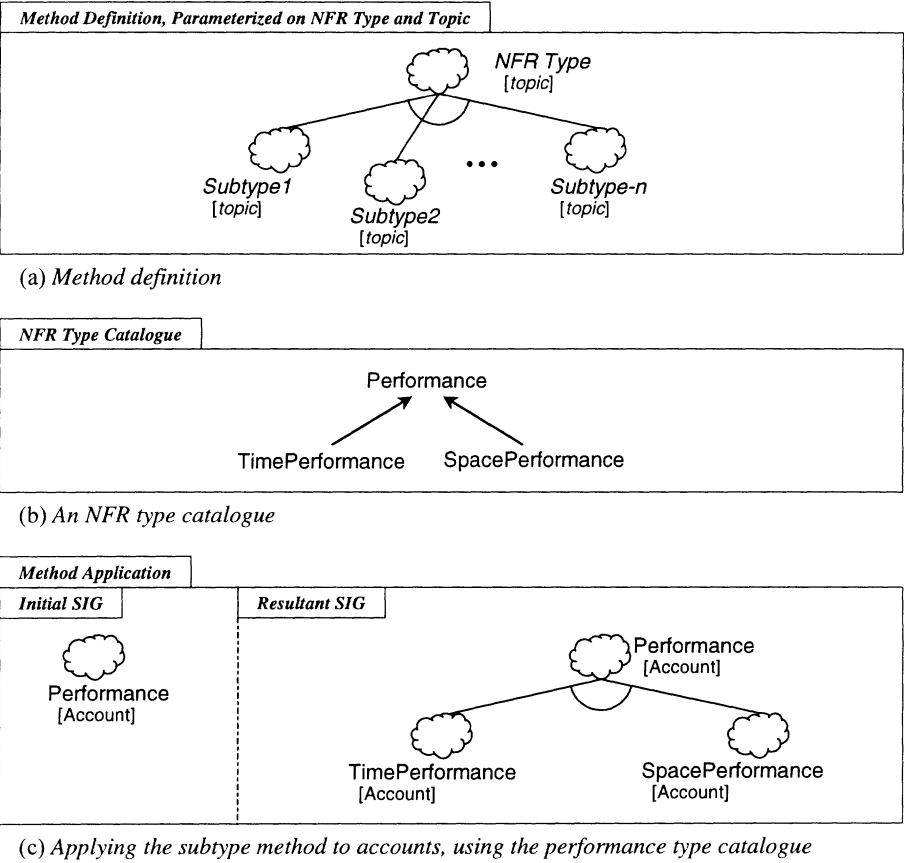 Method Definition, Parameterized on NFR Type and Topic
NFR Type
[topic]
Subtype1
[topic]
Subtype2
[topic]
•••
Subtype-n
[topic]
(a) Method definition
NFR Type Catalogue
Performance
TimePerformance SpacePerformance
(b) An NFR type catalogue
Method Application
Initial SIG
Performance
[Account]
Resultant SIG
Performance
[Account]
TimePerformance
[Account]
SpacePerformance
[Account]
(c) Applying the subtype method to accounts, using the performance type catalogue